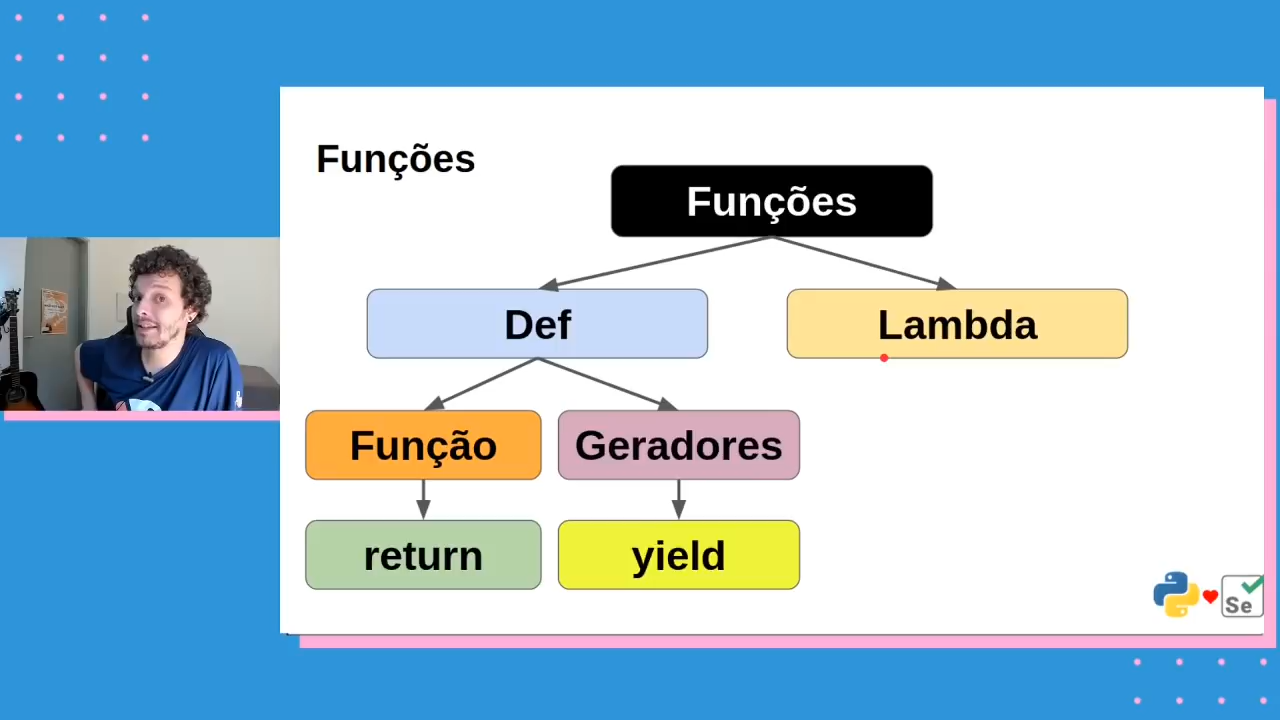 Funções
Funções
Def
Lambda
Função
Geradores
return
yield
Se